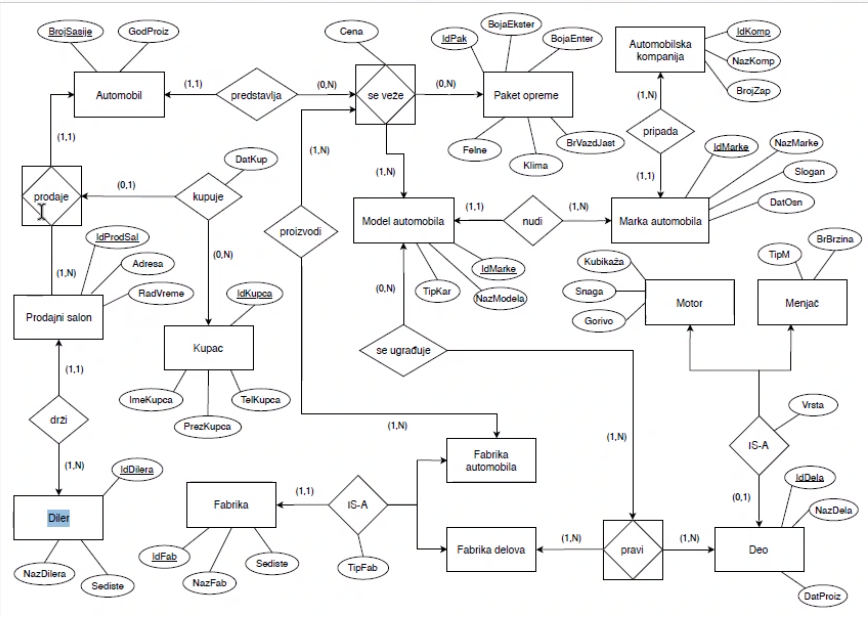 BrojSasije
GodProiz
Automobil
(1,1)
predstavlja
(0,N)
Cena
se veže
(0,N)
IdPak
BojaEkster
BojaEnter
Paket opreme
Felne
Klima
BrVazdJast
Automobilska
kompanija
IdKomp
NazKomp
BrojZap
(1,N)
pripada
(1,1)
IdMarke
NazMarke
Slogan
DatOsn
Marka automobila
(1,N)
nudi
(1,1)
Model automobila
(1,N)
TipKar
NazModela
IdMarke
(1,1)
prodaje
(0,1)
kupuje
DatKup
(0,N)
(1,N)
proizvodi
(1,N)
IdProdSal
Adresa
RadVreme
Prodajni salon
IdKupca
Kupac
ImeKupca
PrezKupca
TelKupca
(0,N)
se ugrađuje
(1,N)
Kubikaža
Snaga
Gorivo
Motor
TipM
BrBrzina
Menjač
(1,1)
drži
(1,N)
IdDilera
Diler
NazDilera
Sediste
Fabrika
IdFab
NazFab
Sediste
(1,1)
IS-A
TipFab
(1,N)
Fabrika
automobila
Fabrika delova
(1,N)
pravi
(1,N)
Vrsta
IS-A
(0,1)
IdDela
NazDela
Deo
DatProiz